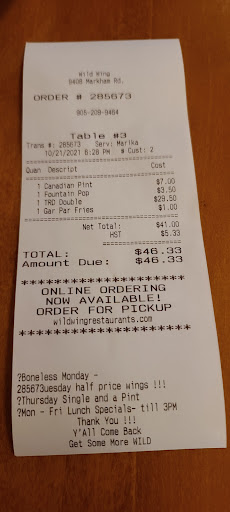 Wild Wing
5408 Markham Rd.
ORDER # 285673
905-209-9464
Table #3
Trans #: 285673 Serv: Marika
10/21/2021 6:28 PM # Cust: 2
Quan Descript Cost
1 Canadian Pint $7.00
1 Fountain Pop $3.50
1 TRD Double $29.50
1 Gar Par Fries $1.00
Net Total: $41.00
HST $5.33
TOTAL: $46.33
Amount Due: $46.33
*********************
ONLINE ORDERING
NOW AVAILABLE!
ORDER FOR PICKUP
wildwingrestaurants.com
*********************
?Boneless Monday -
285673uesday half price wings !!!
?Thursday Single and a Pint
?Mon - Fri Lunch Specials- till 3PM
Thank You !!!
Y'All Come Back
Get Some More WILD